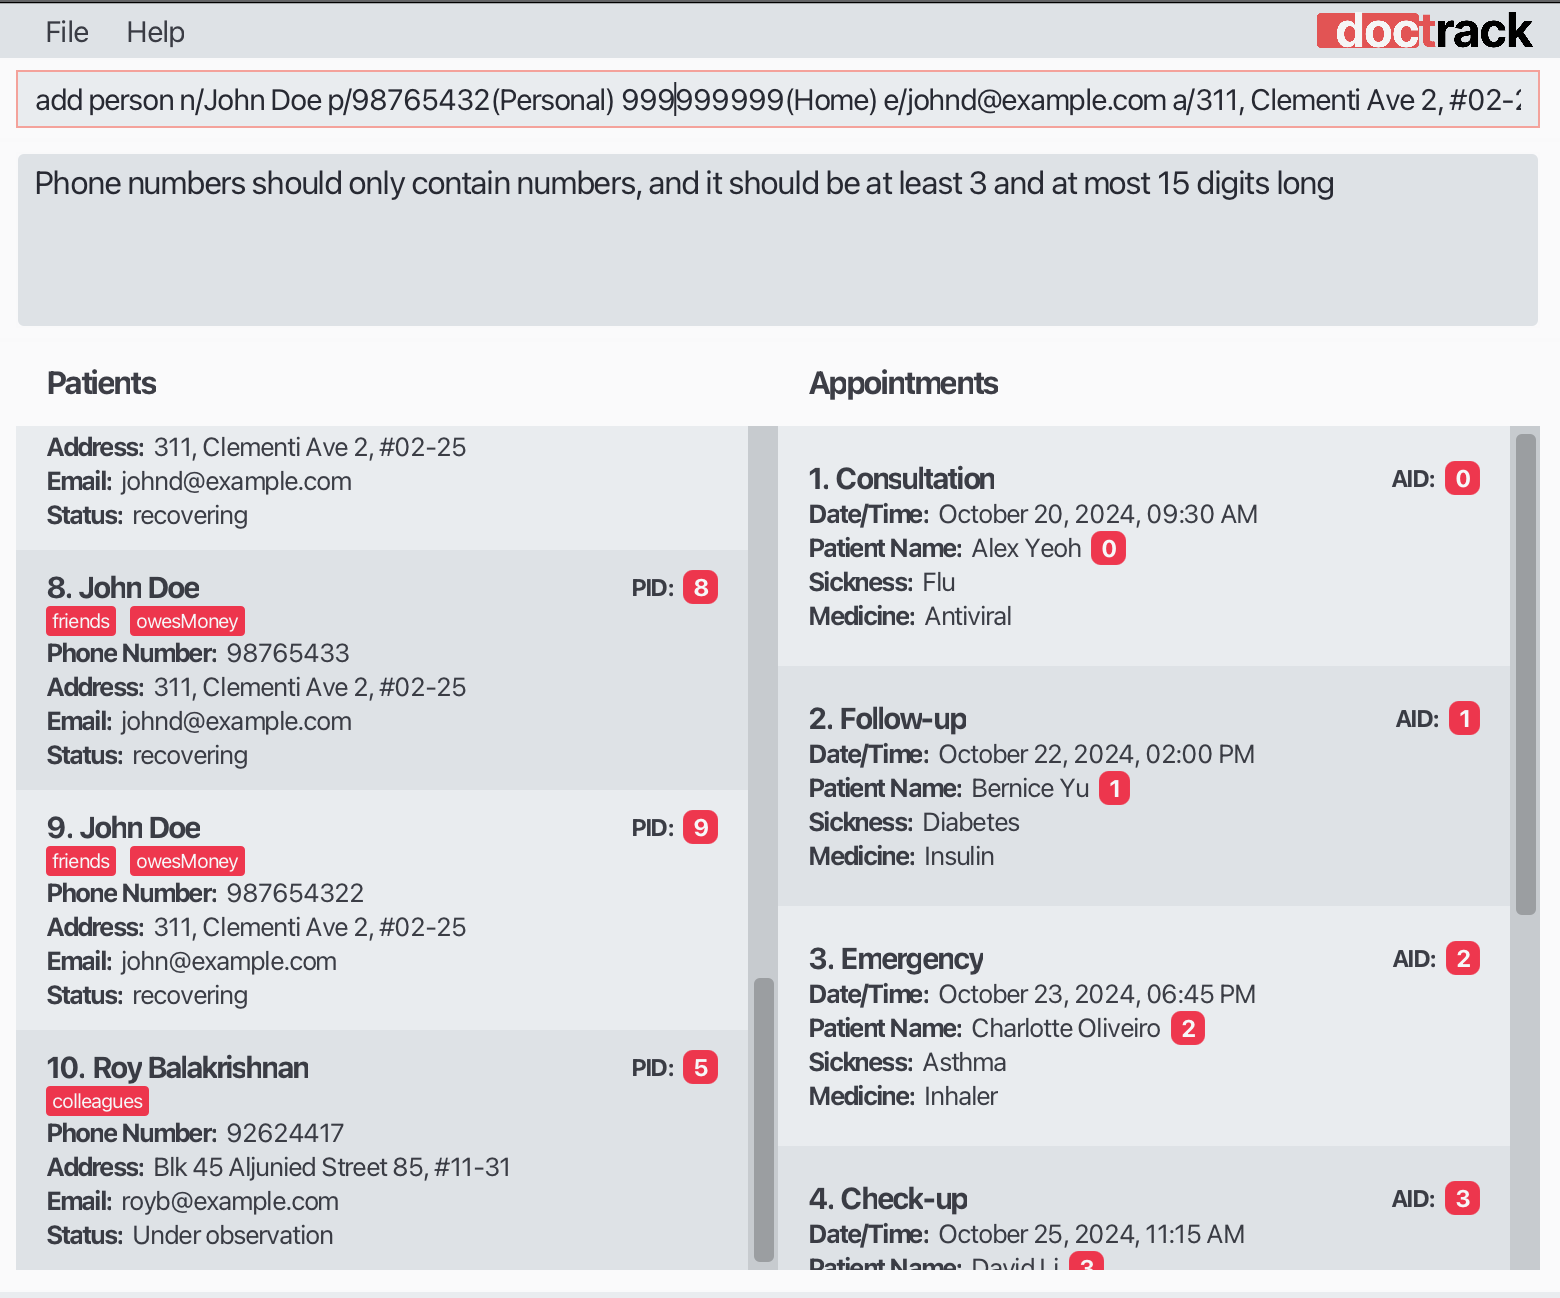 File Help
doctrack
add person n/John Doe p/98765432(Personal) 999999999(Home) e/johnd@example.com a/311, Clementi Ave 2, #02-2
Phone numbers should only contain numbers, and it should be at least 3 and at most 15 digits long
Patients
Address: 311, Clementi Ave 2, #02-25
Email: johnd@example.com
Status: recovering
8. John Doe PID: 8
friends owesMoney
Phone Number: 98765433
Address: 311, Clementi Ave 2, #02-25
Email: johnd@example.com
Status: recovering
9. John Doe PID: 9
friends owesMoney
Phone Number: 987654322
Address: 311, Clementi Ave 2, #02-25
Email: john@example.com
Status: recovering
10. Roy Balakrishnan PID: 5
colleagues
Phone Number: 92624417
Address: Blk 45 Aljunied Street 85, #11-31
Email: royb@example.com
Status: Under observation
Appointments
1. Consultation AID: 0
Date/Time: October 20, 2024, 09:30 AM
Patient Name: Alex Yeoh 0
Sickness: Flu
Medicine: Antiviral
2. Follow-up AID: 1
Date/Time: October 22, 2024, 02:00 PM
Patient Name: Bernice Yu 1
Sickness: Diabetes
Medicine: Insulin
3. Emergency AID: 2
Date/Time: October 23, 2024, 06:45 PM
Patient Name: Charlotte Oliveiro 2
Sickness: Asthma
Medicine: Inhaler
4. Check-up AID: 3
Date/Time: October 25, 2024, 11:15 AM
Patient Name: David Li 3